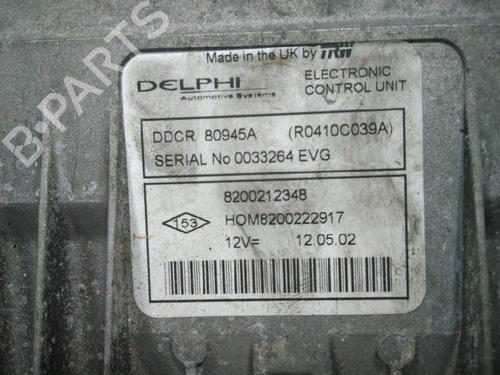 Made in the UK by TRW
DELPHI
Automotive Systems
ELECTRONIC
CONTROL UNIT
DDCR 80945A (R0410C039A)
SERIAL No 0033264 EVG
8200212348
153
HOM8200222917
12V= 12.05.02
B-PARTS